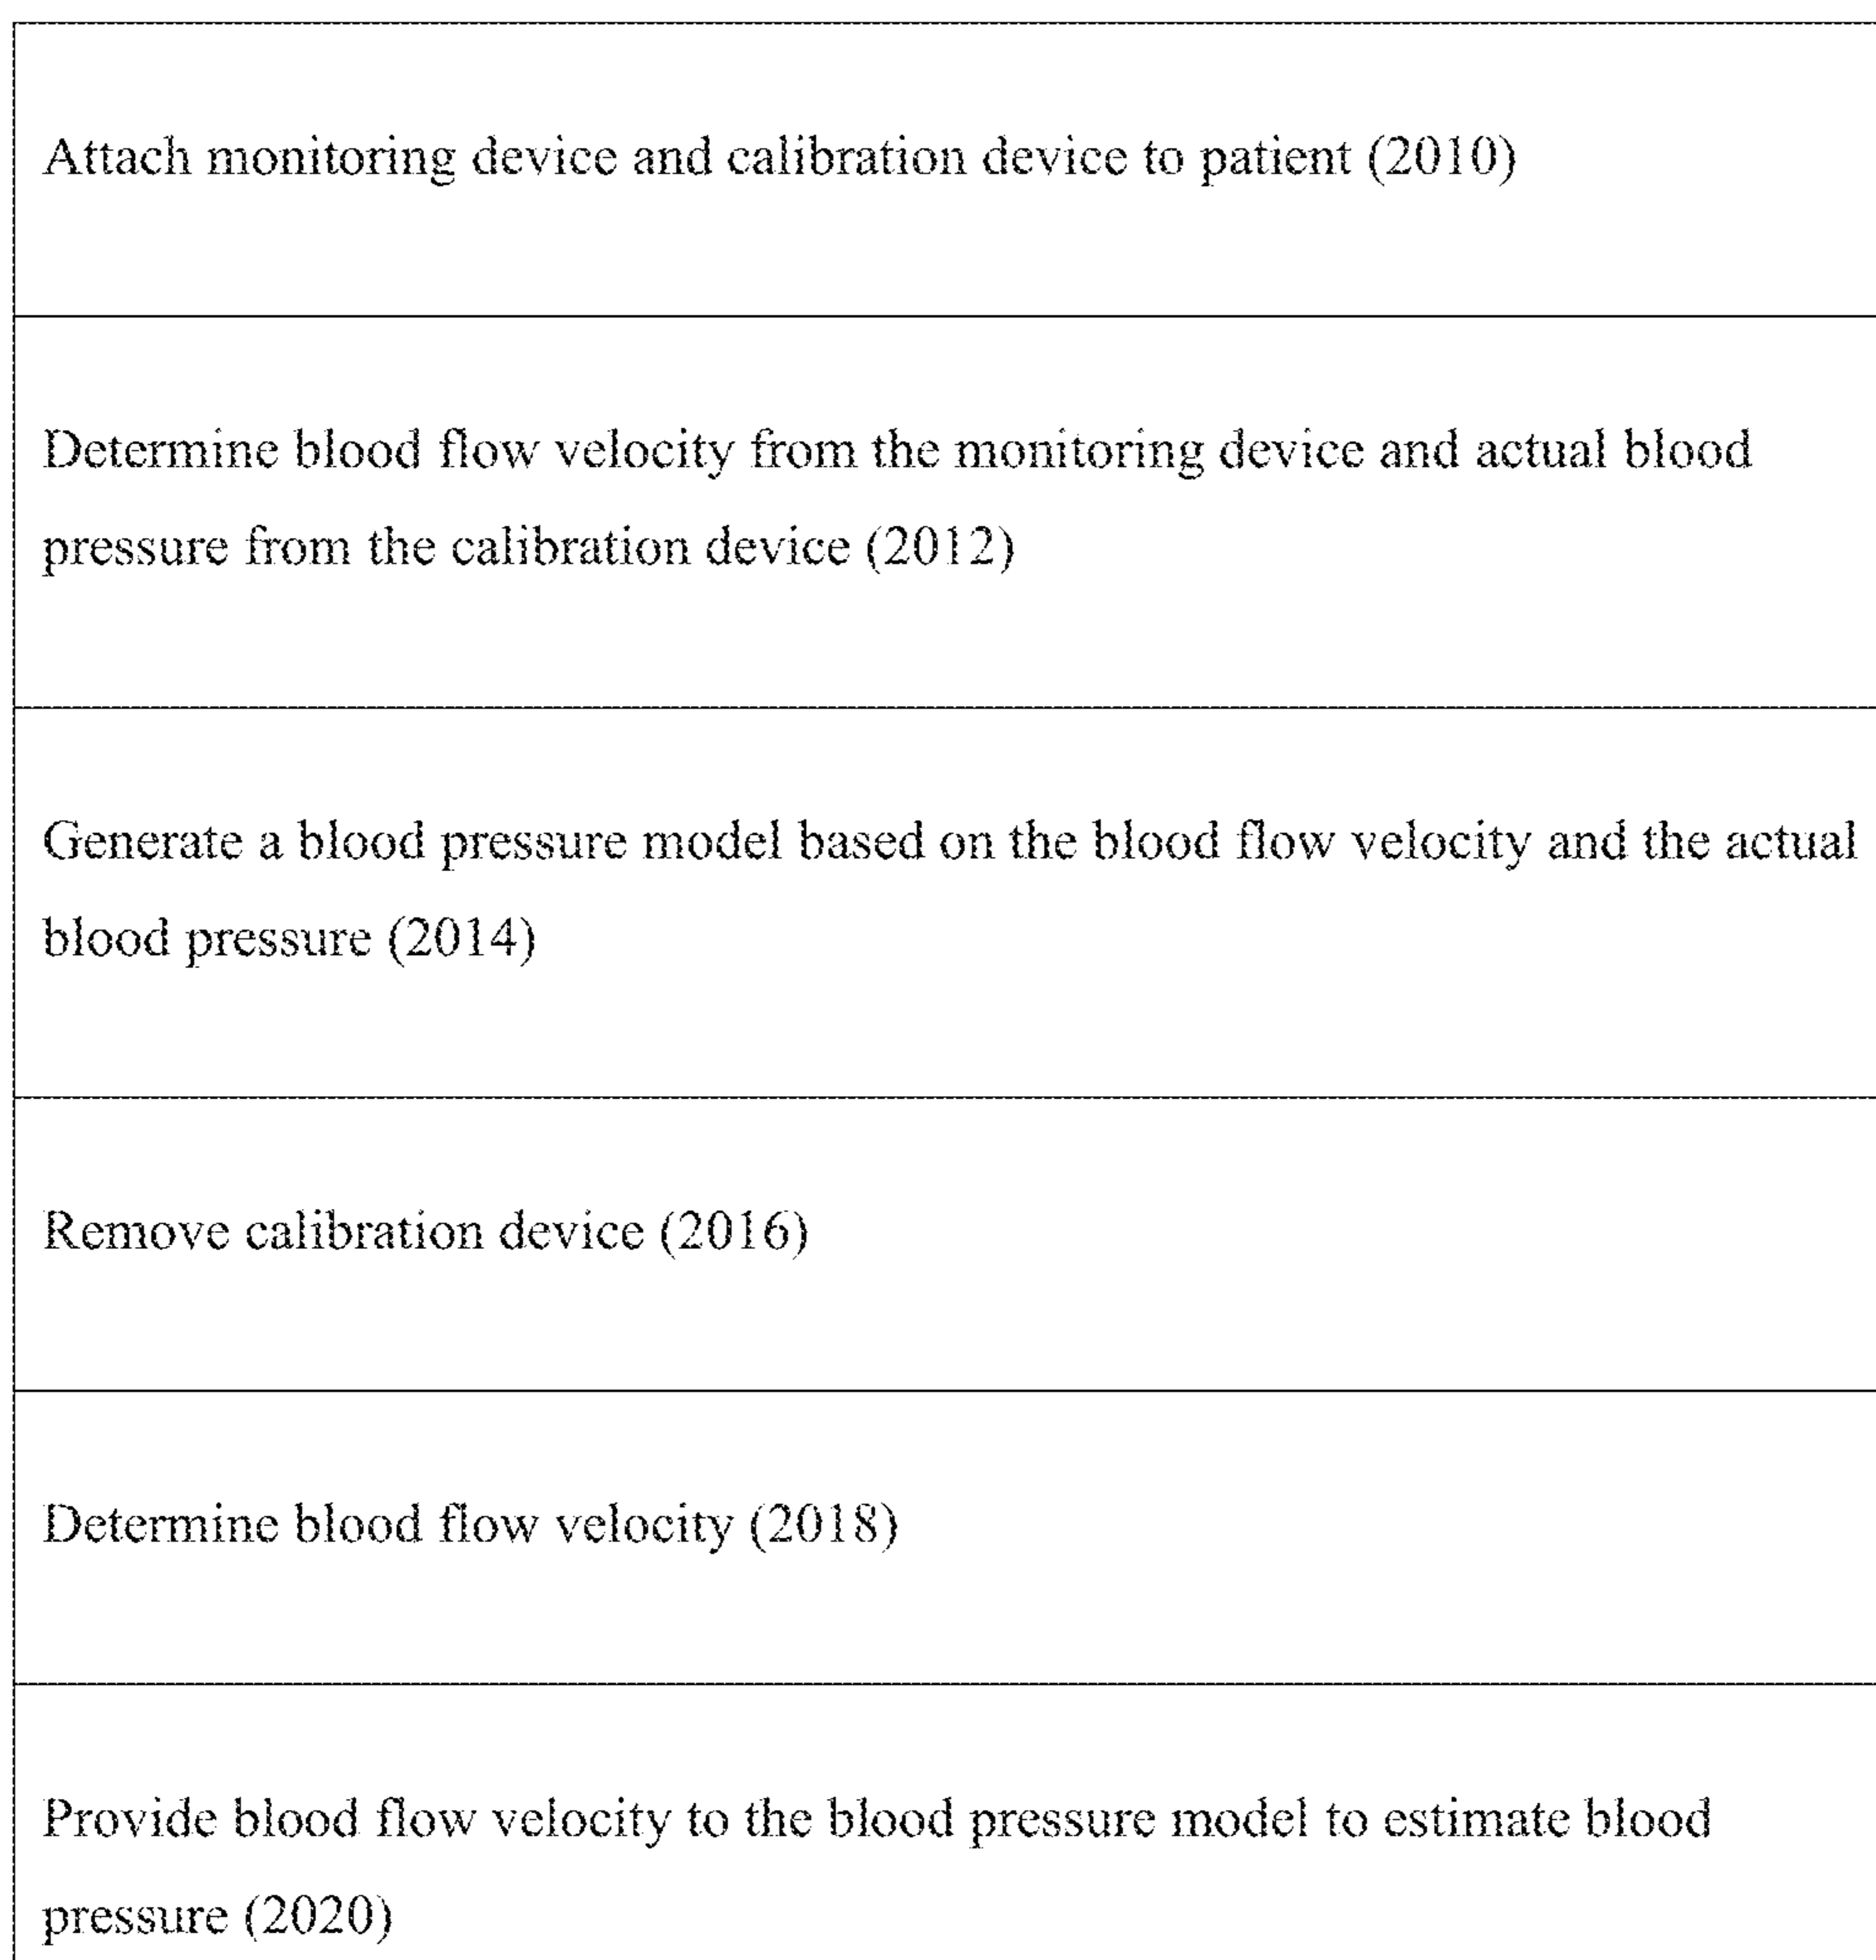 Attach monitoring device and calibration device to patient (2010)
Determine blood flow velocity from the monitoring device and actual blood
pressure from the calibration device (2012)
Generate a blood pressure model based on the blood flow velocity and the actual
blood pressure (2014)
Remove calibration device (2016)
Determine blood flow velocity (2018)
Provide blood flow velocity to the blood pressure model to estimate blood
pressure (2020)